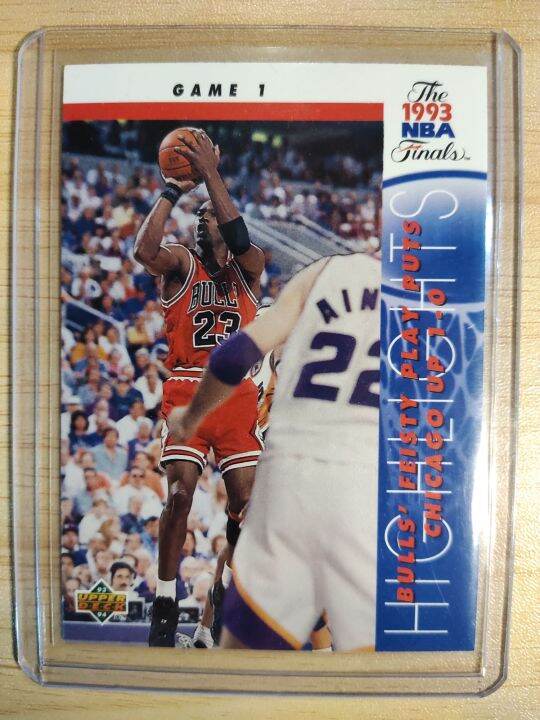 GAME 1
The
1993
NBA
Finals™
HIGHLIGHTS
BULLS' FEISTY PLAY PUTS
CHICAGO UP 1-0
BULLS
23
AIN
22
93
UPPER
DECK
94